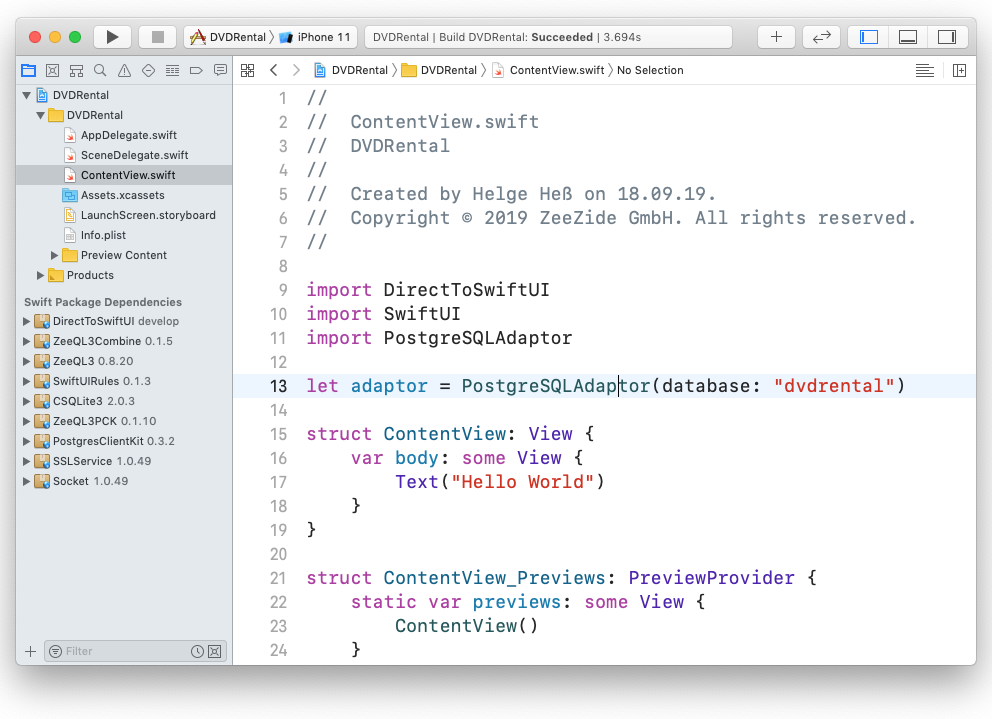 DVDRental 〉 iPhone 11
DVDRental | Build DVDRental: Succeeded | 3.694s
DVDRental 〉 DVDRental 〉 ContentView.swift 〉 No Selection
DVDRental
DVDRental
AppDelegate.swift
SceneDelegate.swift
ContentView.swift
Assets.xcassets
LaunchScreen.storyboard
Info.plist
Preview Content
Products
Swift Package Dependencies
DirectToSwiftUI develop
ZeeQL3Combine 0.1.5
ZeeQL3 0.8.20
SwiftUIRules 0.1.3
CSQLite3 2.0.3
ZeeQL3PCK 0.1.10
PostgresClientKit 0.3.2
SSLService 1.0.49
Socket 1.0.49
Filter
1 //
2 //  ContentView.swift
3 //  DVDRental
4 //
5 //  Created by Helge Heß on 18.09.19.
6 //  Copyright © 2019 ZeeZide GmbH. All rights reserved.
7 //
8
9 import DirectToSwiftUI
10 import SwiftUI
11 import PostgreSQLAdaptor
12
13 let adaptor = PostgreSQLAdaptor(database: "dvdrental")
14
15 struct ContentView: View {
16     var body: some View {
17         Text("Hello World")
18     }
19 }
20
21 struct ContentView_Previews: PreviewProvider {
22     static var previews: some View {
23         ContentView()
24     }